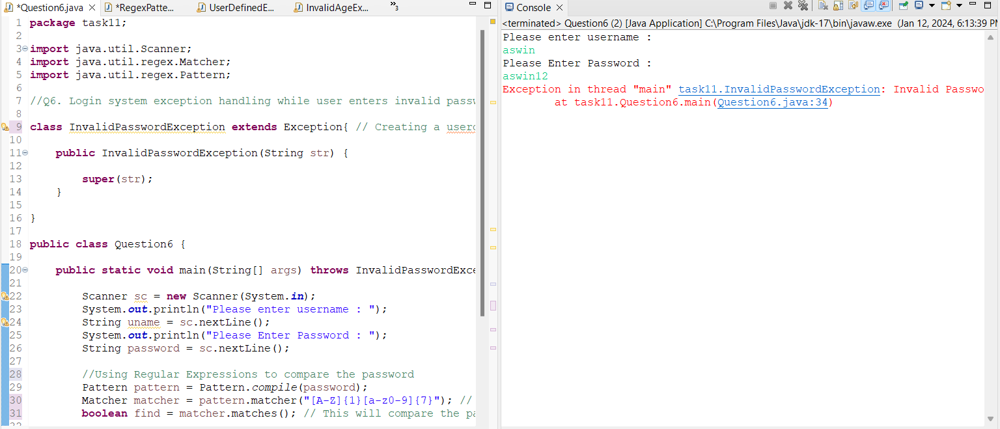 *Question6.java
*RegexPatte...
UserDefinedE...
InvalidAgeEx...
»3
1 package task11;
2
3 import java.util.Scanner;
4 import java.util.regex.Matcher;
5 import java.util.regex.Pattern;
6
7 //Q6. Login system exception handling while user enters invalid passw
8
9 class InvalidPasswordException extends Exception{ // Creating a userd
10
11 public InvalidPasswordException(String str) {
12
13 super(str);
14 }
15
16 }
17
18 public class Question6 {
19
20 public static void main(String[] args) throws InvalidPasswordExce
21
22 Scanner sc = new Scanner(System.in);
23 System.out.println("Please enter username : ");
24 String uname = sc.nextLine();
25 System.out.println("Please Enter Password : ");
26 String password = sc.nextLine();
27
28 //Using Regular Expressions to compare the password
29 Pattern pattern = Pattern.compile(password);
30 Matcher matcher = pattern.matcher("[A-Z]{1}[a-z0-9]{7}"); //
31 boolean find = matcher.matches(); // This will compare the pa
32
Console
<terminated> Question6 (2) [Java Application] C:\Program Files\Java\jdk-17\bin\javaw.exe (Jan 12, 2024, 6:13:39 PM
Please enter username :
aswin
Please Enter Password :
aswin12
Exception in thread "main" task11.InvalidPasswordException: Invalid Passwo
at task11.Question6.main(Question6.java:34)